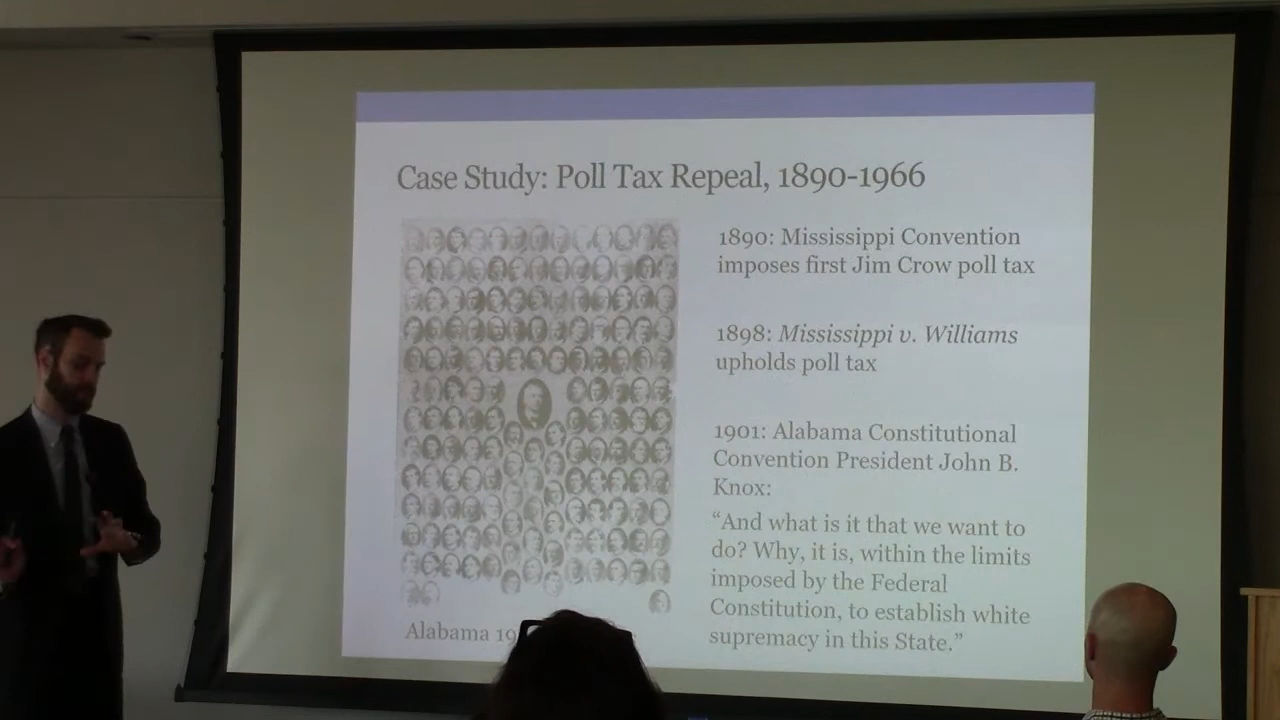 Case Study: Poll Tax Repeal, 1890-1966
1890: Mississippi Convention
imposes first Jim Crow poll tax
1898: Mississippi v. Williams
upholds poll tax
1901: Alabama Constitutional
Convention President John B.
Knox:
“And what is it that we want to
do? Why, it is, within the limits
imposed by the Federal
Constitution, to establish white
supremacy in this State.”
Alabama 19